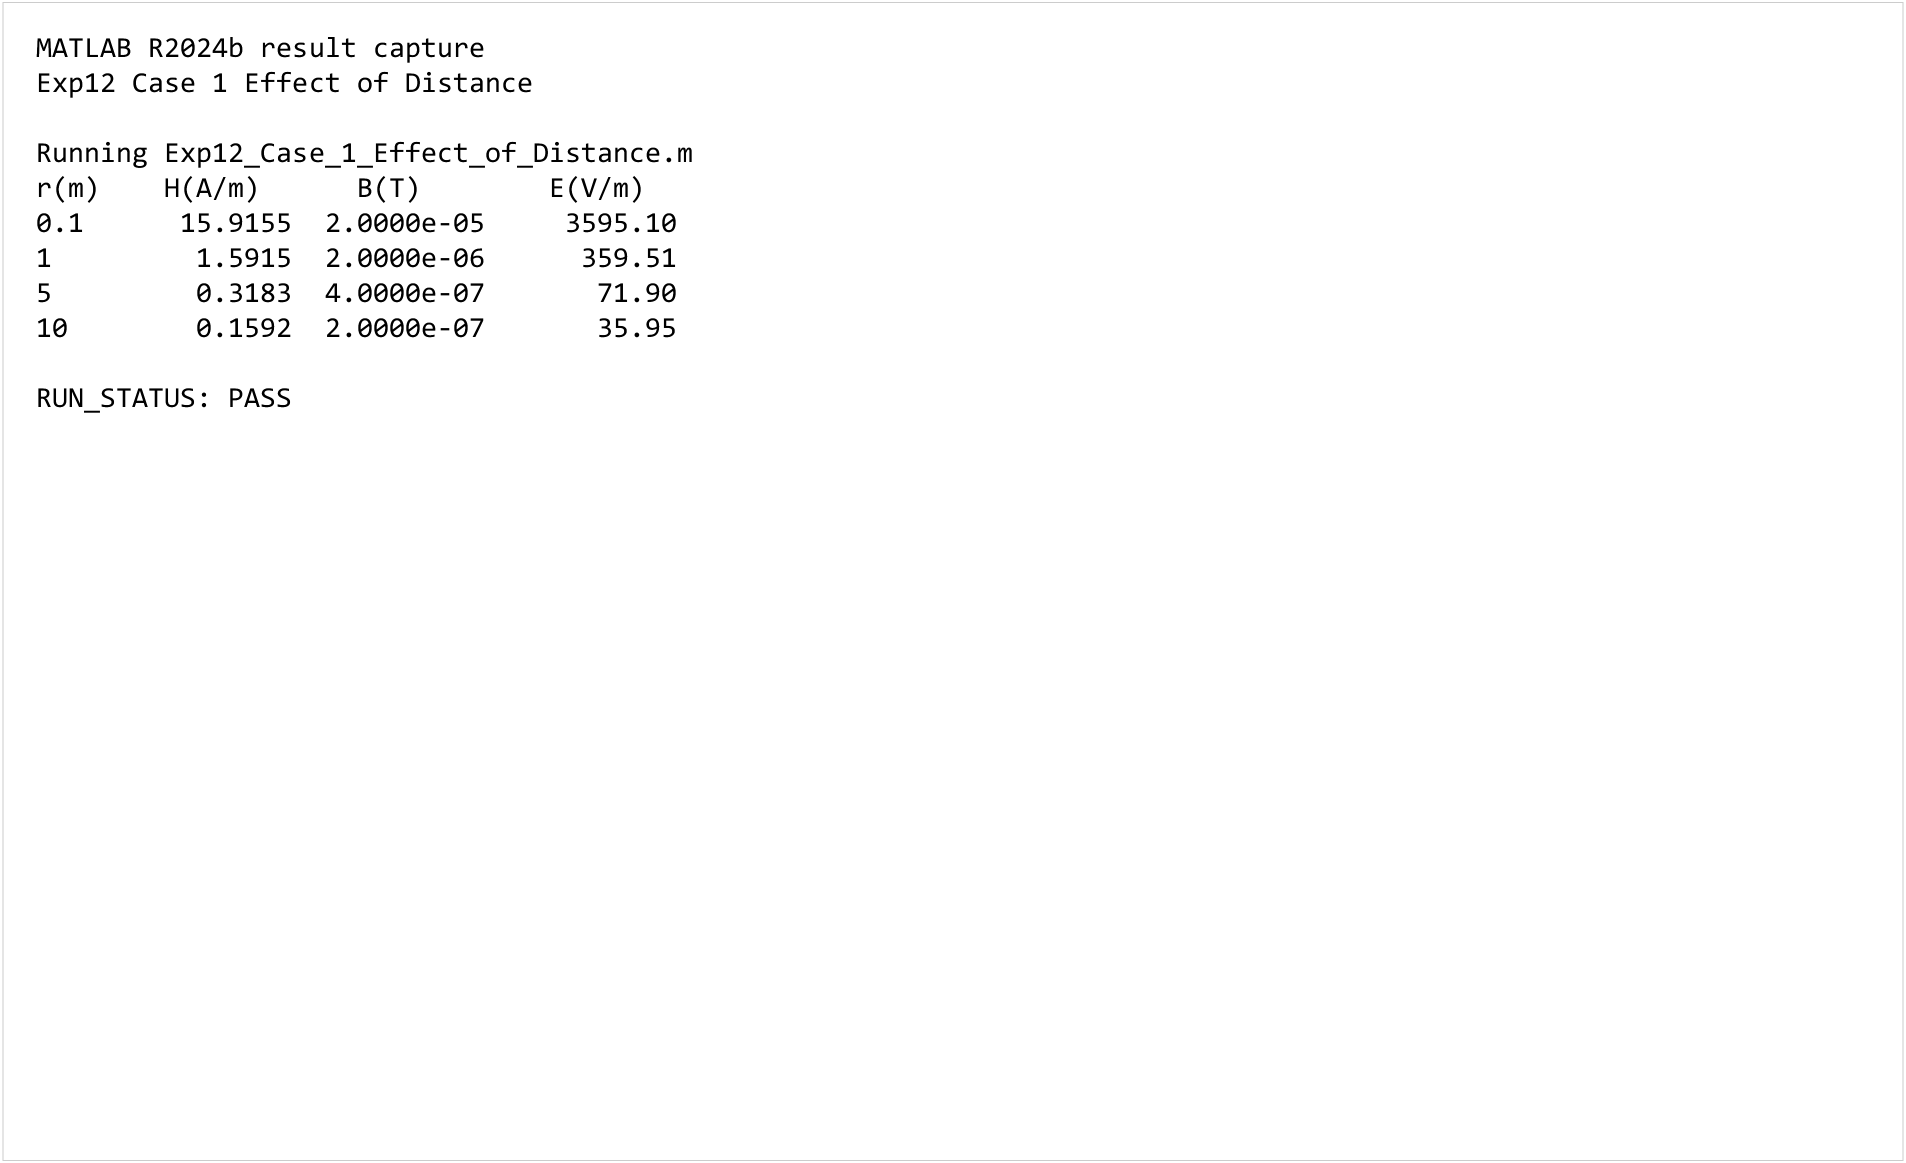 MATLAB R2024b result capture
Exp12 Case 1 Effect of Distance
Running Exp12_Case_1_Effect_of_Distance.m
r(m)    H(A/m)      B(T)        E(V/m)
0.1      15.9155  2.0000e-05     3595.10
1         1.5915  2.0000e-06      359.51
5         0.3183  4.0000e-07       71.90
10        0.1592  2.0000e-07       35.95
RUN_STATUS: PASS